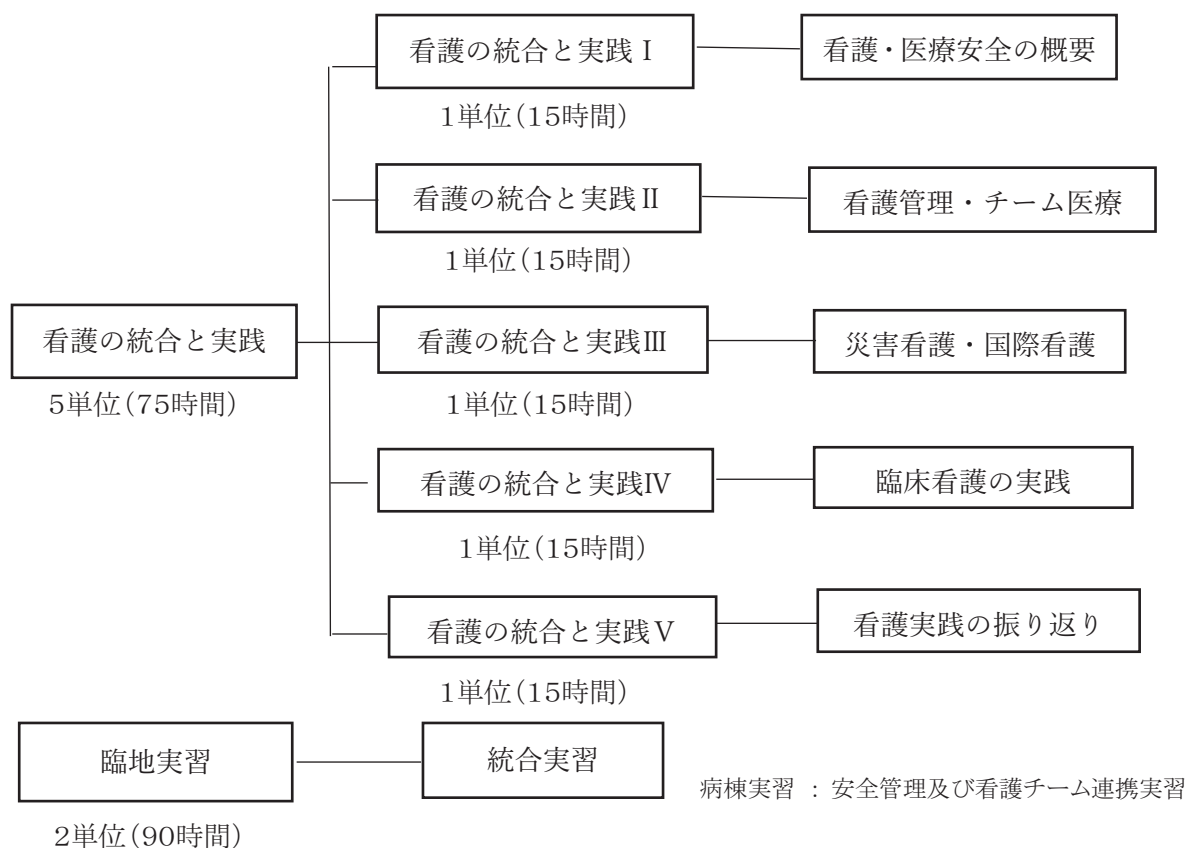 看護の統合と実践Ⅰ
看護・医療安全の概要
1単位(15時間)
看護の統合と実践Ⅱ
看護管理・チーム医療
1単位(15時間)
看護の統合と実践
5単位(75時間)
看護の統合と実践Ⅲ
災害看護・国際看護
1単位(15時間)
看護の統合と実践Ⅳ
臨床看護の実践
1単位(15時間)
看護の統合と実践Ⅴ
看護実践の振り返り
1単位(15時間)
臨地実習
統合実習
病棟実習 : 安全管理及び看護チーム連携実習
2単位(90時間)